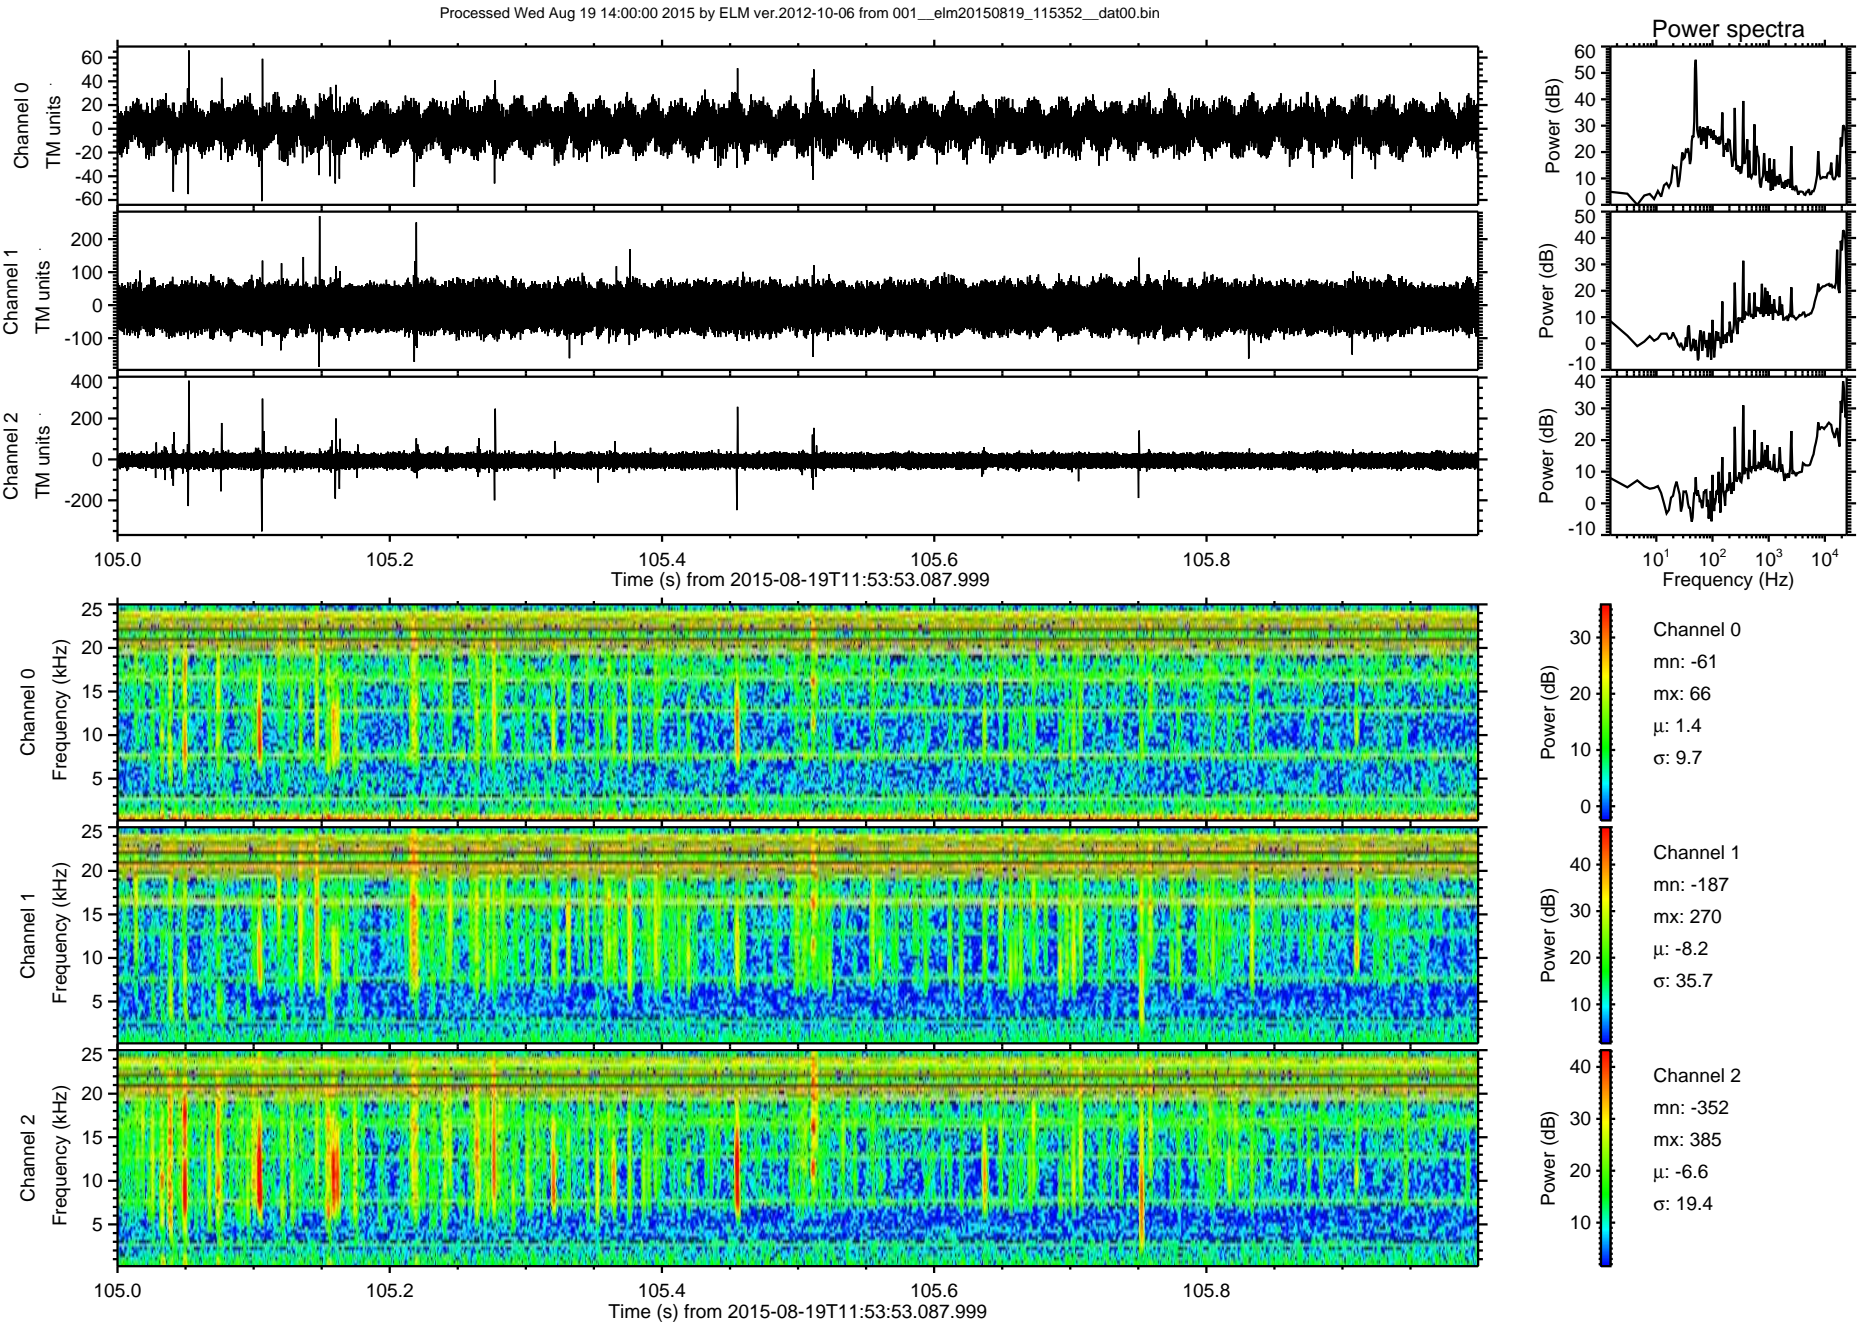 Processed Wed Aug 19 14:00:00 2015 by ELM ver.2012-10-06 from 001__elm20150819_115352__dat00.bin
Power spectra
Channel 0
TM units
60
40
20
0
-20
-40
-60
Power (dB)
60
50
40
30
20
10
0
Channel 1
TM units
200
100
0
-100
Power (dB)
50
40
30
20
10
0
-10
Channel 2
TM units
400
200
0
-200
Power (dB)
40
30
20
10
0
-10
105.0 105.2 105.4 105.6 105.8
Time (s) from 2015-08-19T11:53:53.087.999
10¹ 10² 10³ 10⁴
Frequency (Hz)
Channel 0
Frequency (kHz)
25
20
15
10
5
Power (dB)
30
20
10
0
Channel 0
mn: -61
mx: 66
μ: 1.4
σ: 9.7
Channel 1
Frequency (kHz)
25
20
15
10
5
Power (dB)
40
30
20
10
Channel 1
mn: -187
mx: 270
μ: -8.2
σ: 35.7
Channel 2
Frequency (kHz)
25
20
15
10
5
Power (dB)
40
30
20
10
Channel 2
mn: -352
mx: 385
μ: -6.6
σ: 19.4
105.0 105.2 105.4 105.6 105.8
Time (s) from 2015-08-19T11:53:53.087.999